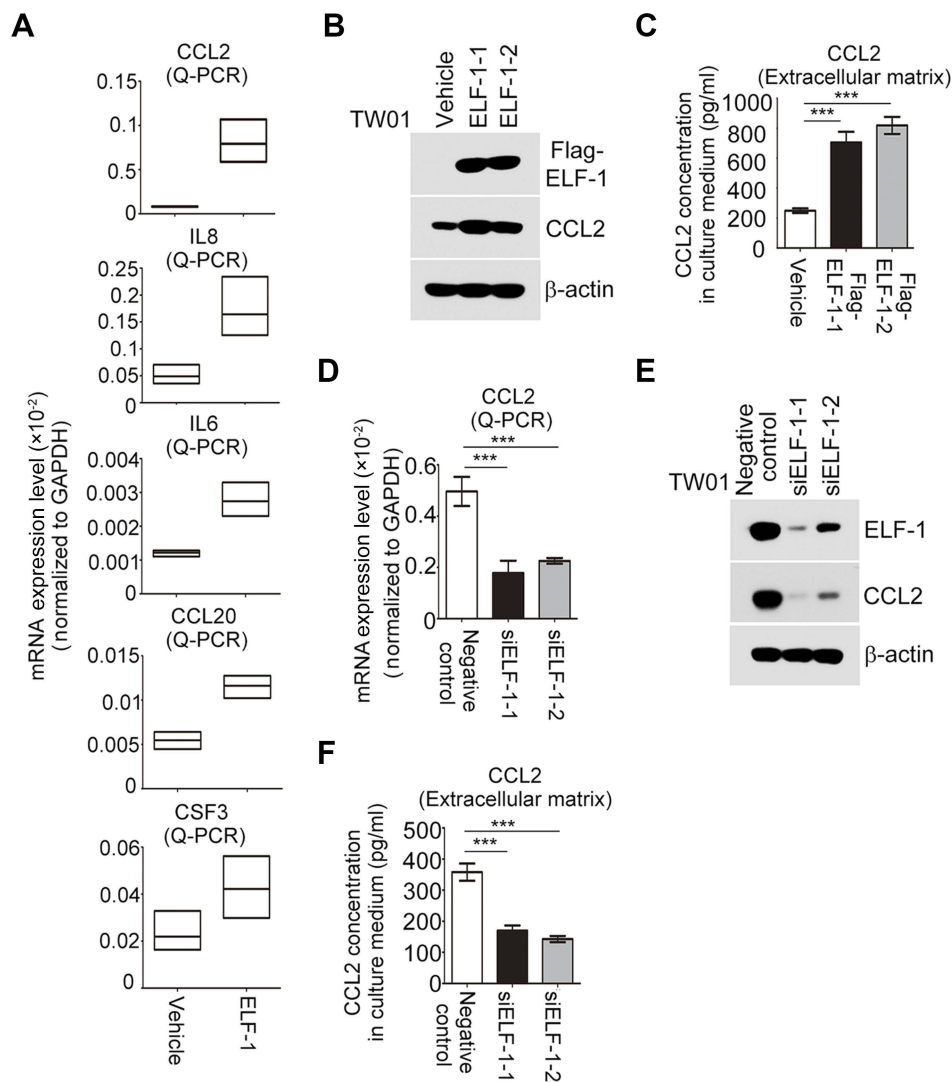 A
CCL2
(Q-PCR)
0.15
0.1
0.5
0
IL8
(Q-PCR)
0.25
0.2
0.15
0.1
0.05
0
IL6
(Q-PCR)
0.004
0.003
0.002
0.001
0
CCL20
(Q-PCR)
0.015
0.01
0.005
0
CSF3
(Q-PCR)
0.06
0.04
0.02
0
Vehicle
ELF-1
mRNA expression level (×10-2)
(normalized to GAPDH)
B
TW01
Vehicle
ELF-1-1
ELF-1-2
Flag-
ELF-1
CCL2
β-actin
C
CCL2
(Extracellular matrix)
***
***
1000
800
600
400
200
0
CCL2 concentration
in culture medium (pg/ml)
Vehicle
Flag-
ELF-1-1
Flag-
ELF-1-2
D
CCL2
(Q-PCR)
***
***
0.6
0.4
0.2
0
mRNA expression level (×10-2)
(normalized to GAPDH)
Negative
control
siELF-1-1
siELF-1-2
E
TW01
Negative
control
siELF-1-1
siELF-1-2
ELF-1
CCL2
β-actin
F
CCL2
(Extracellular matrix)
***
***
500
400
300
200
100
0
CCL2 concentration
in culture medium (pg/ml)
Negative
control
siELF-1-1
siELF-1-2